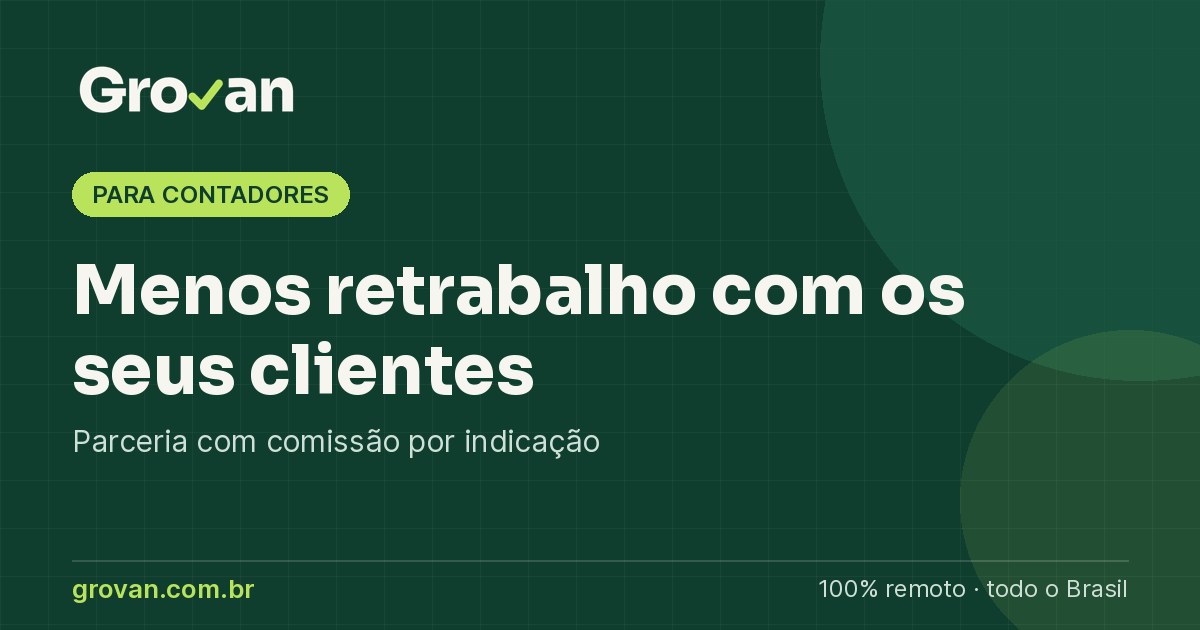 Grovan
PARA CONTADORES
Menos retrabalho com os
seus clientes
Parceria com comissão por indicação
grovan.com.br
100% remoto · todo o Brasil